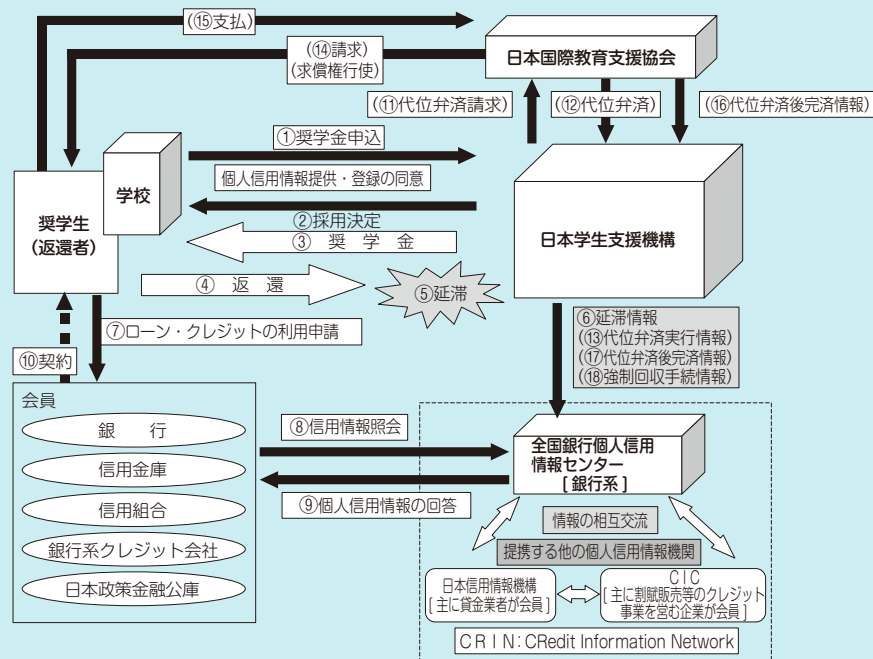 (⑮支払)
(⑭請求)
(求償権行使)
日本国際教育支援協会
(⑪代位弁済請求)
(⑫代位弁済)
(⑯代位弁済後完済情報)
①奨学金申込
個人信用情報提供・登録の同意
学校
奨学生
(返還者)
②採用決定
③ 奨 学 金
日本学生支援機構
④ 返 還
⑤延滞
⑥延滞情報
(⑬代位弁済実行情報)
(⑰代位弁済後完済情報)
(⑱強制回収手続情報)
⑦ローン・クレジットの利用申請
⑩契約
会員
銀 行
信用金庫
信用組合
銀行系クレジット会社
日本政策金融公庫
⑧信用情報照会
⑨個人信用情報の回答
全国銀行個人信用
情報センター
[銀行系]
情報の相互交流
提携する他の個人信用情報機関
日本信用情報機構
[主に貸金業者が会員]
CIC
[主に割賦販売等のクレジット
事業を営む企業が会員]
CRIN:CRedit Information Network